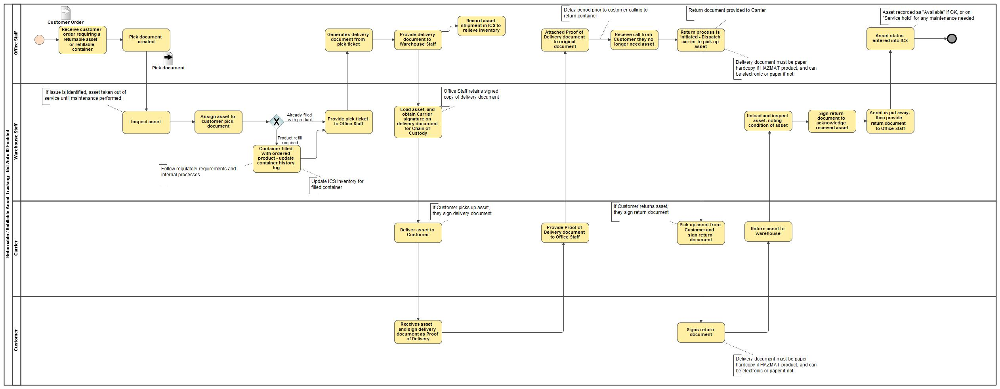 Returnable / Refillable Asset Tracking - Not Auto ID-Enabled
Office Staff
Customer Order
Receive customer
order requiring a
returnable asset
or refillable
container
Pick document
created
Pick document
Generates delivery
document from
pick ticket
Provide delivery
document to
Warehouse Staff
Record asset
shipment in ICS to
relieve inventory
Delay period prior to customer calling to
return container
Attached Proof of
Delivery document
to original
document
Receive call from
Customer they no
longer need asset
Return document provided to Carrier
Return process is
initiated - Dispatch
carrier to pick up
asset
Delivery document must be paper
hardcopy if HAZMAT product, and can
be electronic or paper if not.
Asset recorded as "Available" if OK, or on
"Service hold" for any maintenance needed
Asset status
entered into ICS
Warehouse Staff
If issue is identified, asset taken out of
service until maintenance performed
Inspect asset
Assign asset to
customer pick
document
Already filled
with product
Product refill
required
Container filled
with ordered
product - update
container history
log
Follow regulatory requirements and
internal processes
Update ICS inventory for
filled container
Provide pick ticket
to Office Staff
Office Staff retains signed
copy of delivery document
Load asset, and
obtain Carrier
signature on
delivery document
for Chain of
Custody
Unload and inspect
asset, noting
condition of asset
Sign return
document to
acknowledge
received asset
Asset is put away,
then provide
return document
to Office Staff
Carrier
If Customer picks up asset,
they sign delivery document
Deliver asset to
Customer
Provide Proof of
Delivery document
to Office Staff
If Customer returns asset,
they sign return document
Pick up asset from
Customer and
sign return
document
Return asset to
warehouse
Customer
Receives asset
and sign delivery
document as Proof
of Delivery
Signs return
document
Delivery document must be paper
hardcopy if HAZMAT product, and can
be electronic or paper if not.